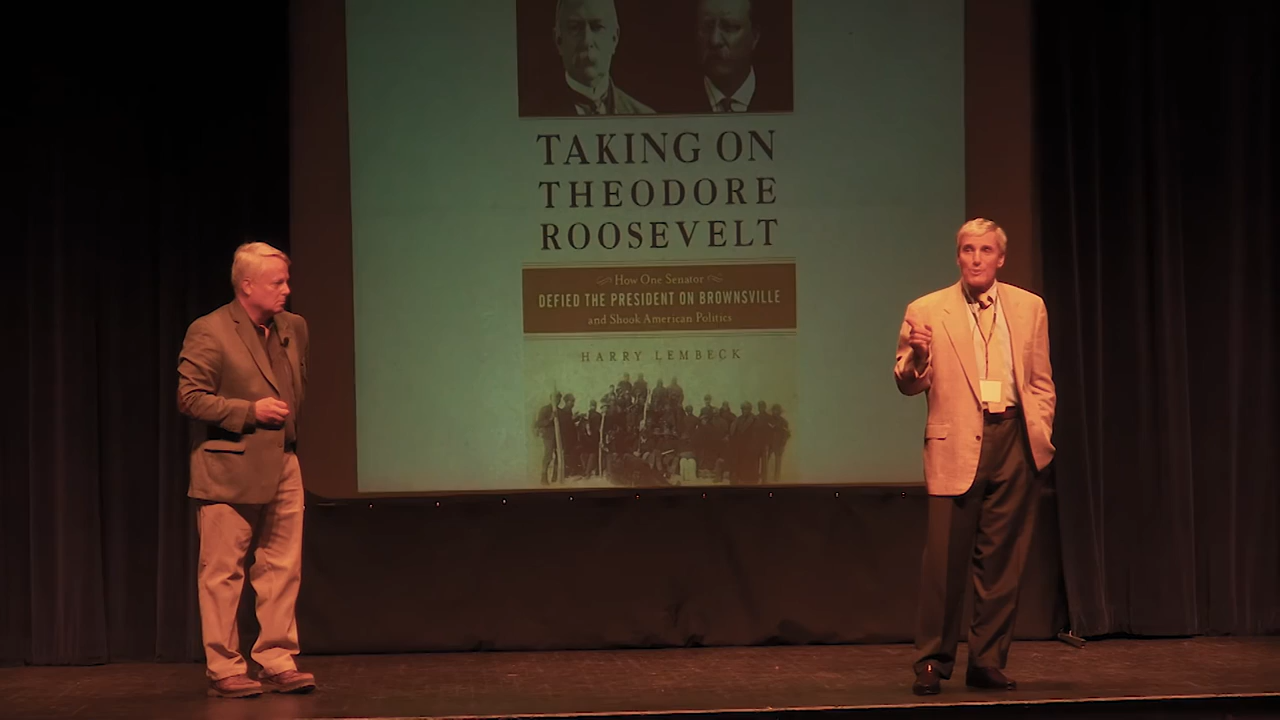 TAKING ON
THEODORE
ROOSEVELT
How One Senator
DEFIED THE PRESIDENT ON BROWNSVILLE
and Shook American Politics
HARRY LEMBECK